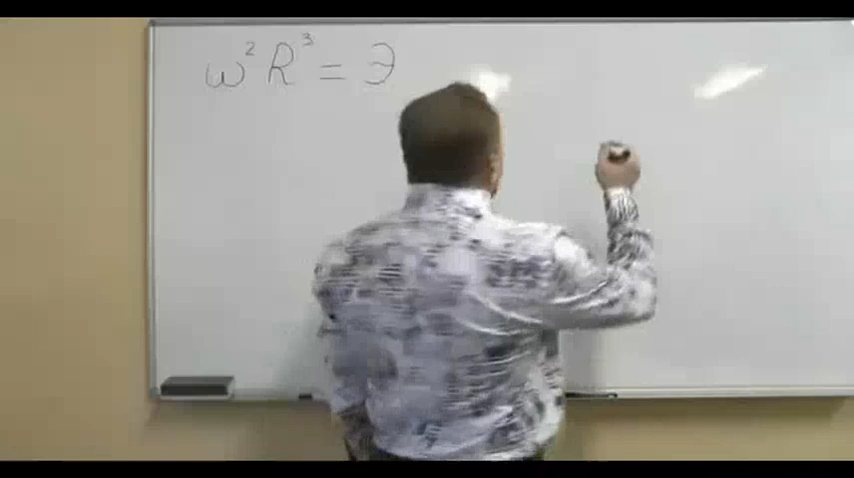 ω²R³ = ∂